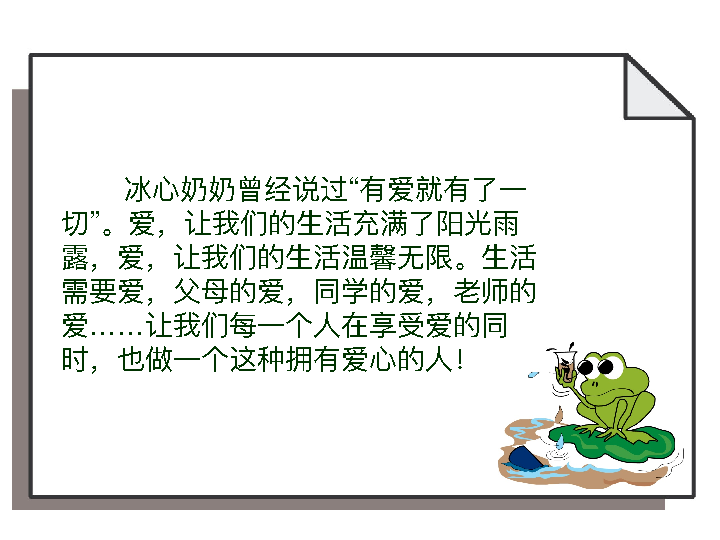 冰心奶奶曾经说过“有爱就有了一
切”。爱，让我们的生活充满了阳光雨
露，爱，让我们的生活温馨无限。生活
需要爱，父母的爱，同学的爱，老师的
爱……让我们每一个人在享受爱的同
时，也做一个这种拥有爱心的人！